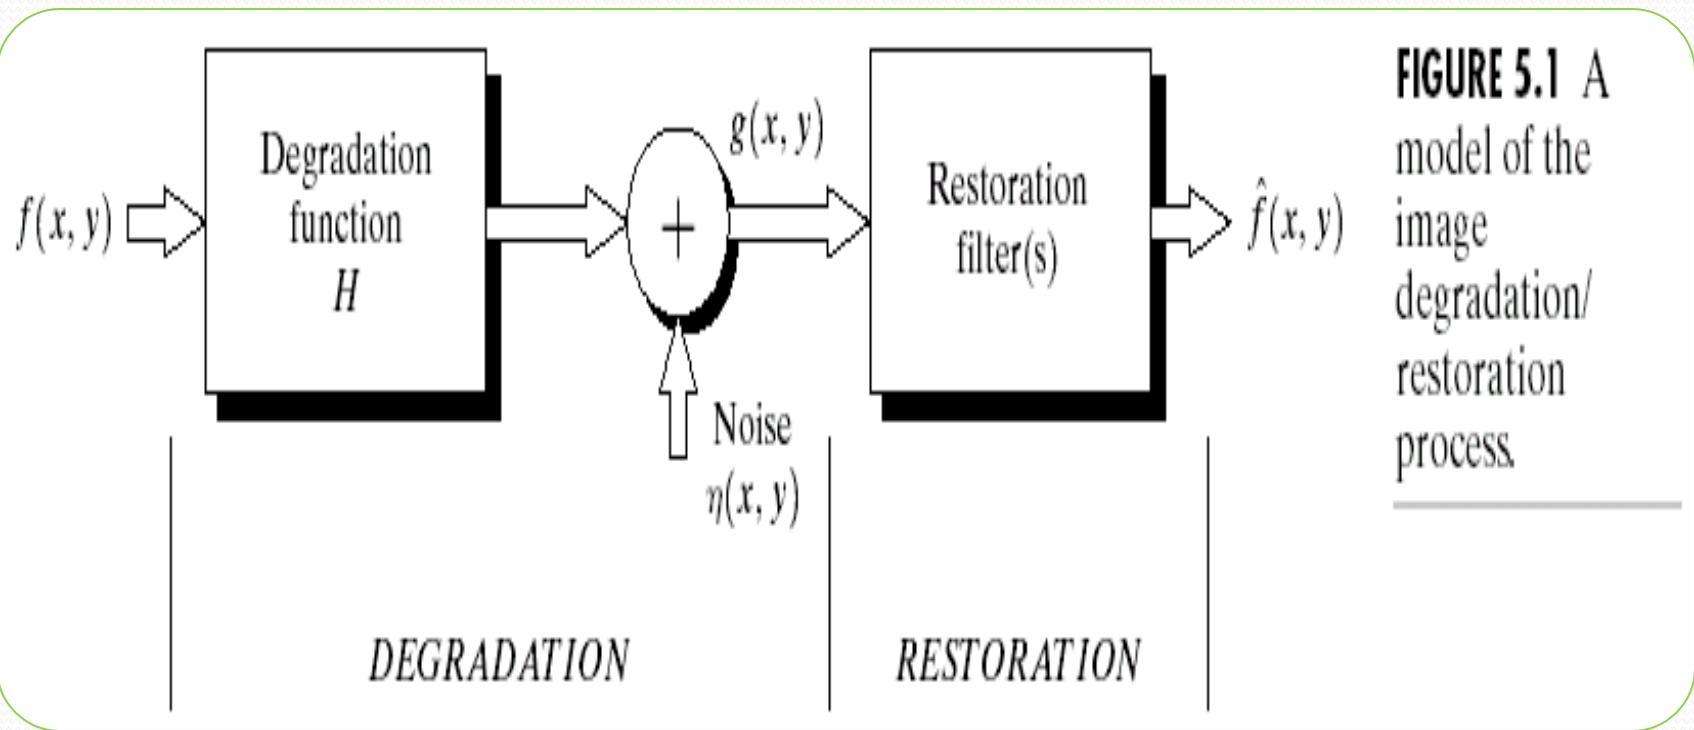 f(x, y)
Degradation
function
H
+
g(x, y)
Noise
η(x, y)
Restoration
filter(s)
f̂(x, y)
DEGRADATION
RESTORATION
FIGURE 5.1 A
model of the
image
degradation/
restoration
process.